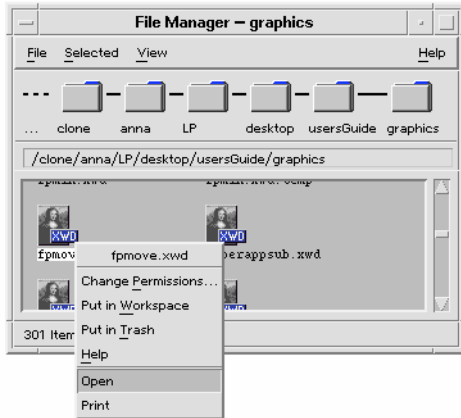 File Manager – graphics
File Selected View Help
... clone anna LP desktop usersGuide graphics
/clone/anna/LP/desktop/usersGuide/graphics
XWD XWD
fpmov perappsub.xwd
fpmove.xwd
Change Permissions...
Put in Workspace
Put in Trash
Help
301 Item
Open
Print